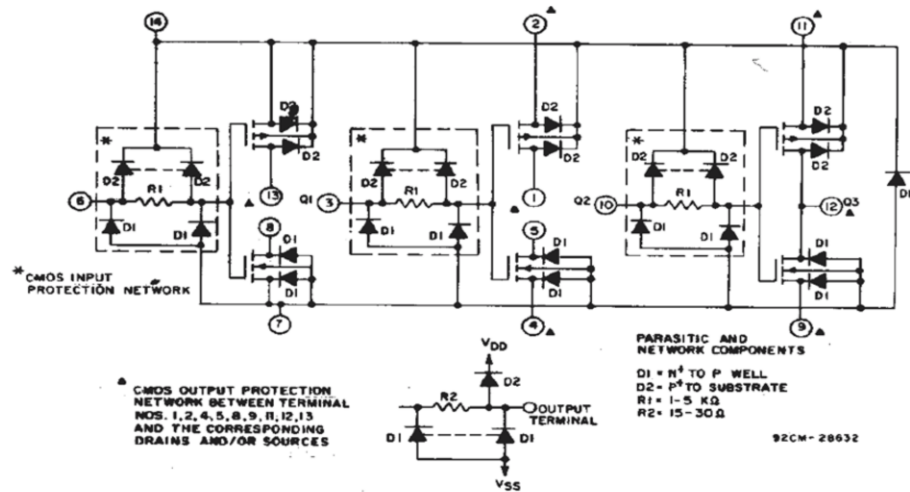 14
2 ▲
11 ▲
D2
D2
D2
D2
D2
D2
*
*
*
D2
D2
D2
D2
D2
D2
R1
R1
R1
6
13
▲
Q1
3
1
▲
Q2
10
12
Q3
▲
D1
8
5
D1
D1
D1
D1
D1
D1
D1
D1
D1
D1
D1
D1
7
4 ▲
9 ▲
* CMOS INPUT
PROTECTION NETWORK
▲ CMOS OUTPUT PROTECTION
NETWORK BETWEEN TERMINAL
NOS. 1,2,4,5,8,9,11,12,13
AND THE CORRESPONDING
DRAINS AND/OR SOURCES
VDD
D2
R2
OUTPUT
TERMINAL
D1
D1
VSS
PARASITIC AND
NETWORK COMPONENTS
D1 = N+ TO P WELL
D2 = P+ TO SUBSTRATE
R1 = 1-5 KΩ
R2 = 15-30 Ω
92CM-28632